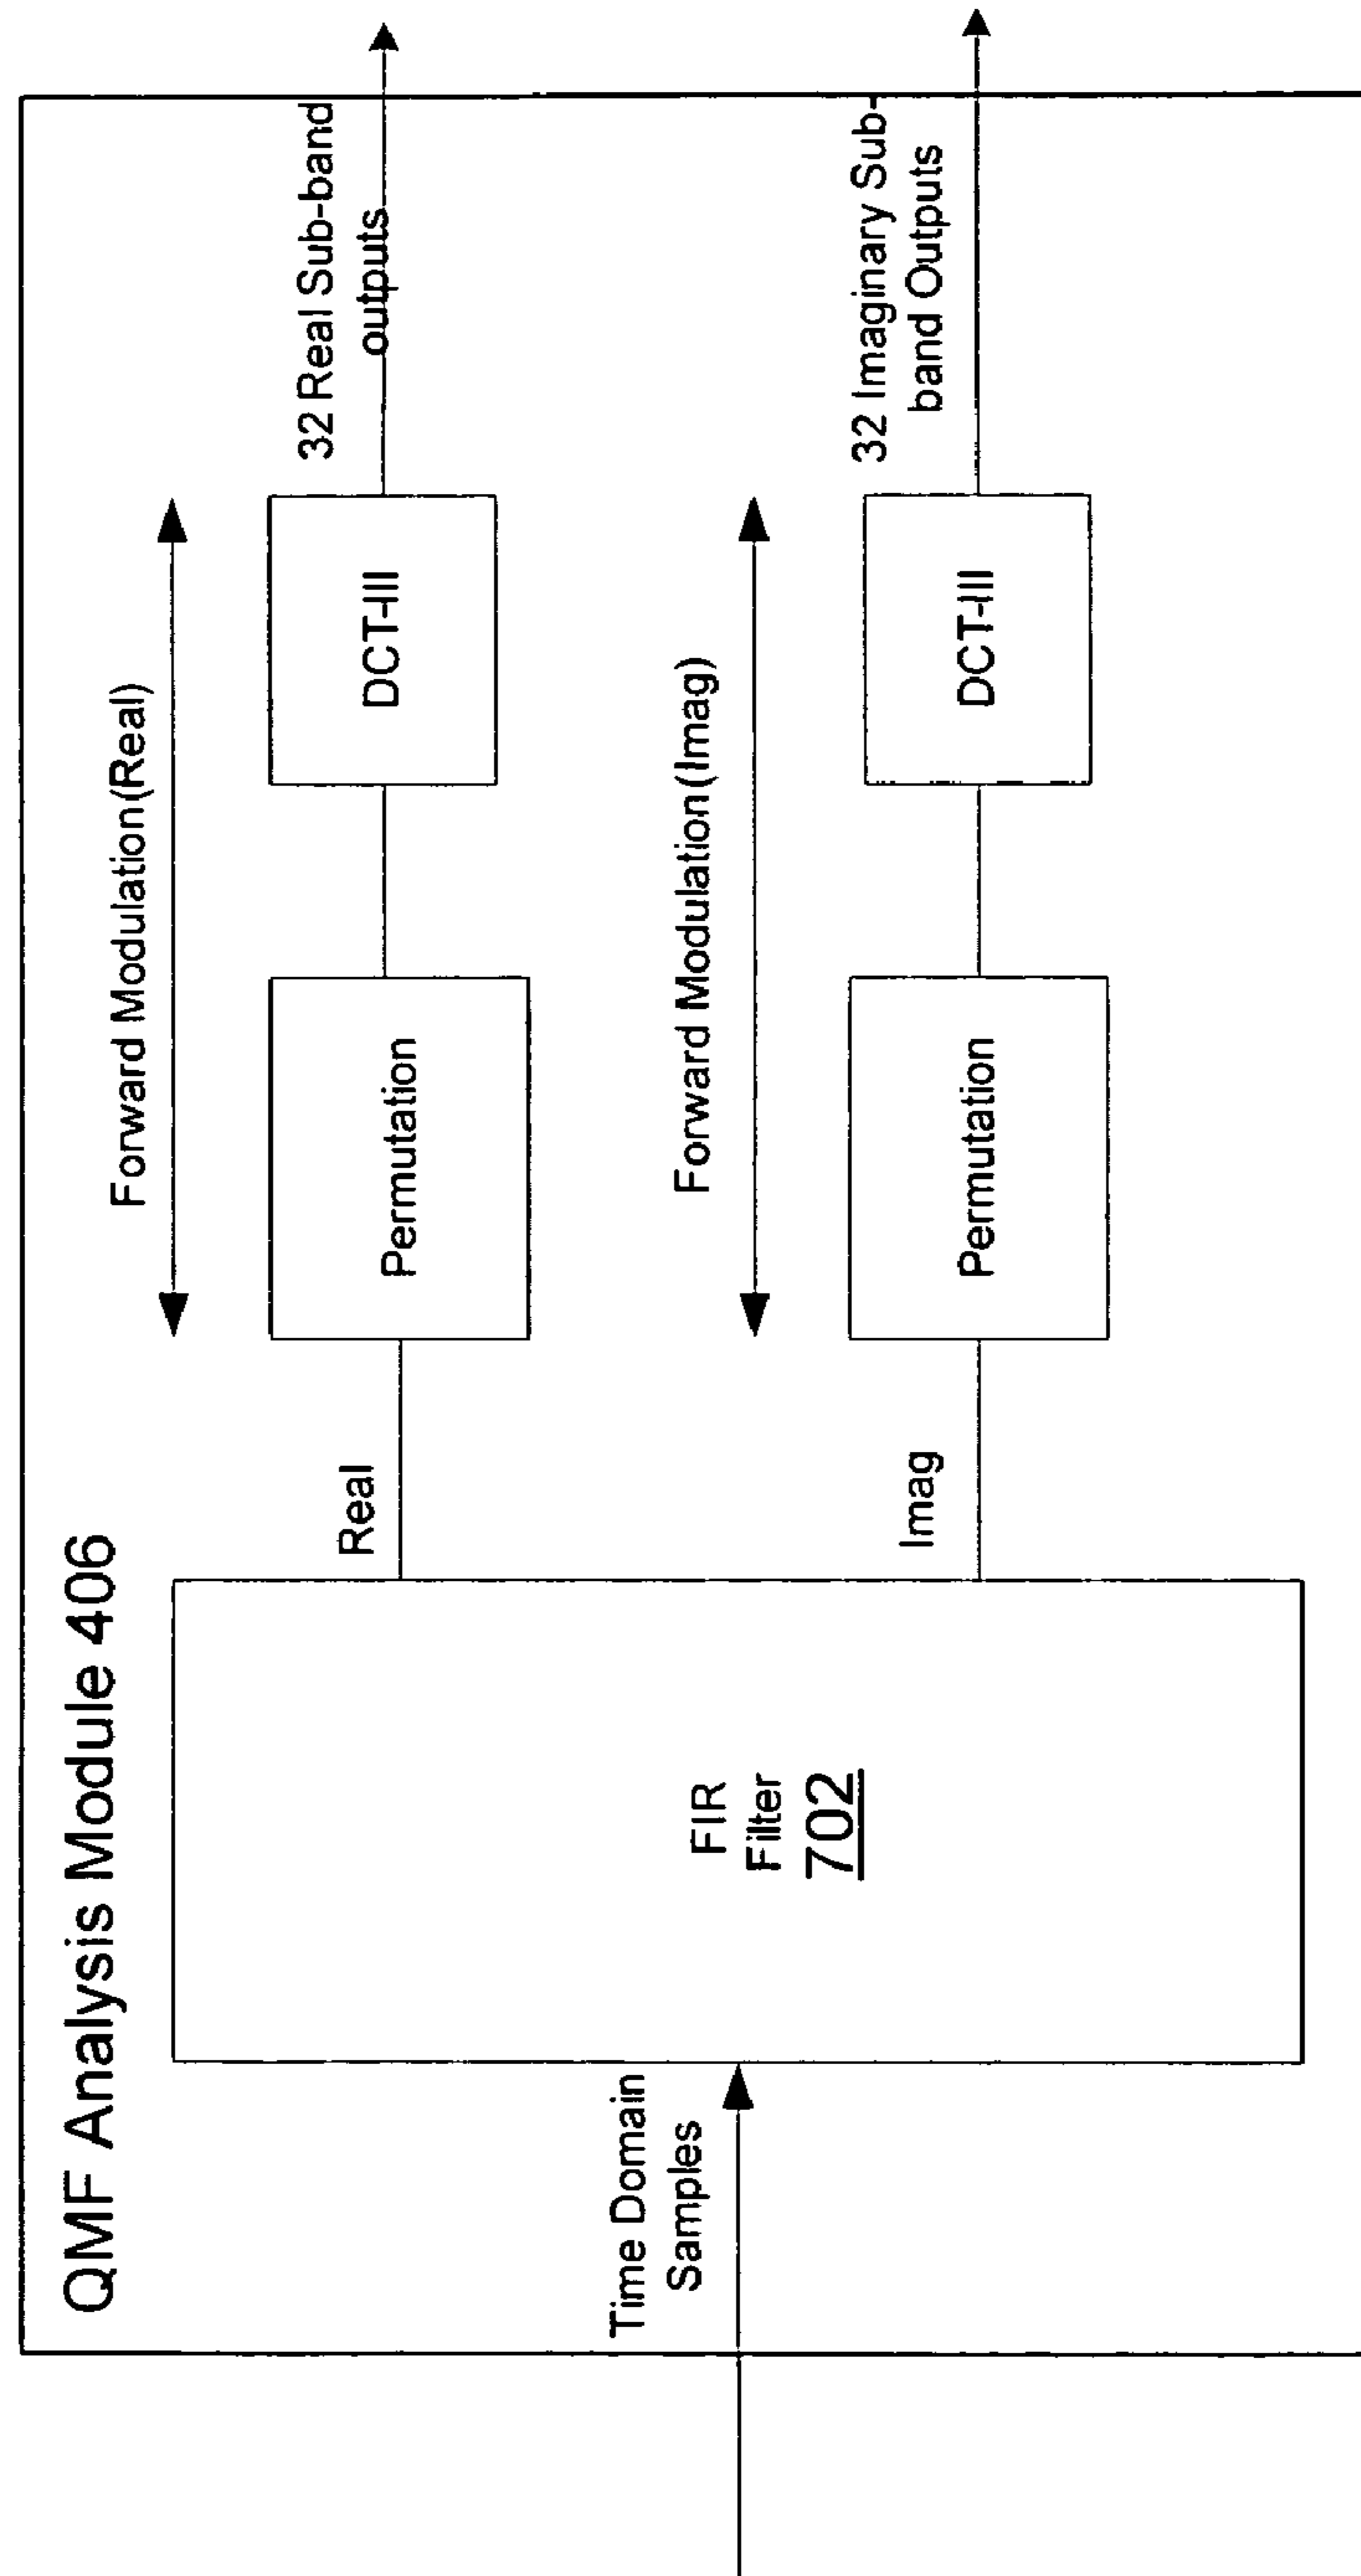 QMF Analysis Module 406
Time Domain
Samples
FIR
Filter
702
Real
Forward Modulation(Real)
Permutation
DCT-III
32 Real Sub-band
outputs
Imag
Forward Modulation(Imag)
Permutation
DCT-III
32 Imaginary Sub-
band Outputs